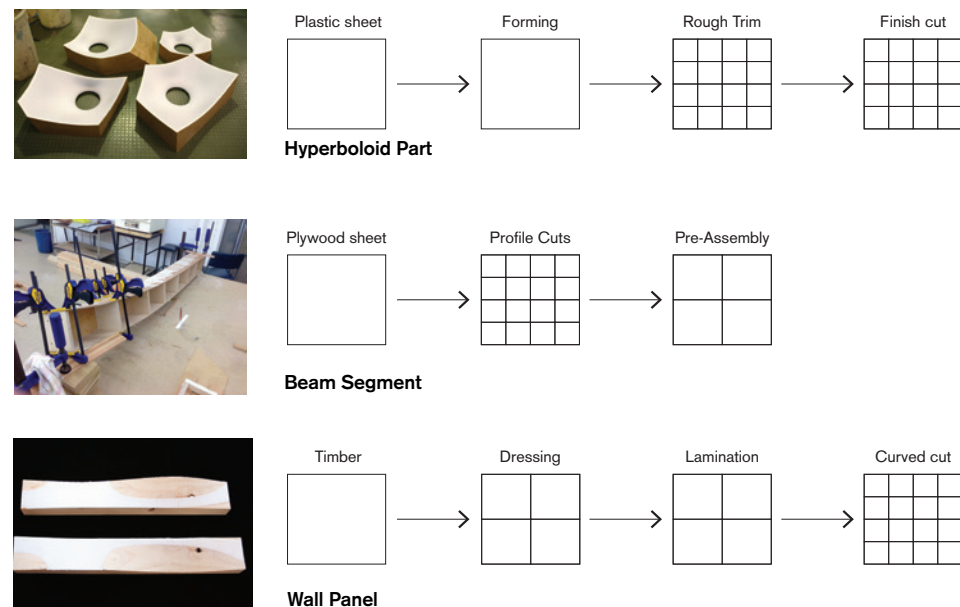 Plastic sheet
Forming
Rough Trim
Finish cut
Hyperboloid Part
Plywood sheet
Profile Cuts
Pre-Assembly
Beam Segment
Timber
Dressing
Lamination
Curved cut
Wall Panel